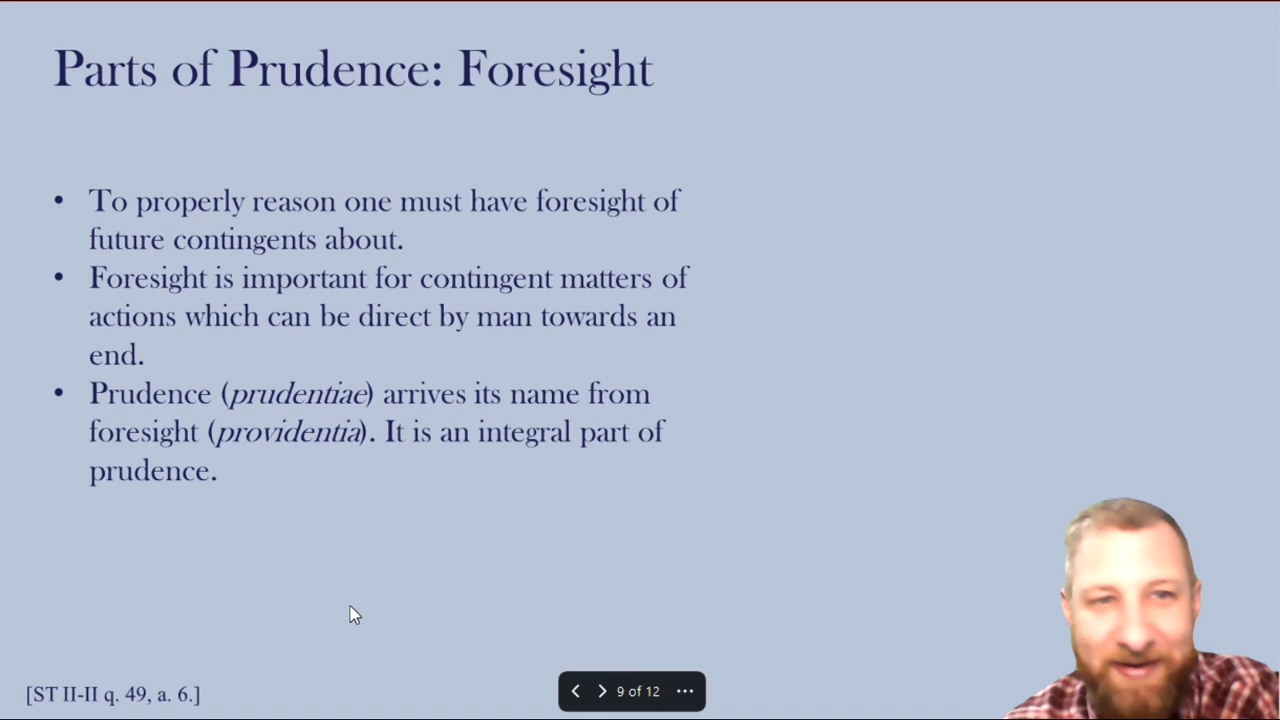 Parts of Prudence: Foresight
• To properly reason one must have foresight of
future contingents about.
• Foresight is important for contingent matters of
actions which can be direct by man towards an
end.
• Prudence (prudentiae) arrives its name from
foresight (providentia). It is an integral part of
prudence.
[ST II-II q. 49, a. 6.]
9 of 12